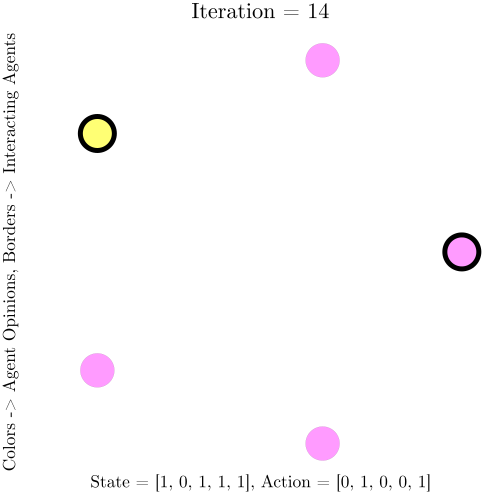 Iteration = 14
Colors -> Agent Opinions, Borders -> Interacting Agents
State = [1, 0, 1, 1, 1], Action = [0, 1, 0, 0, 1]